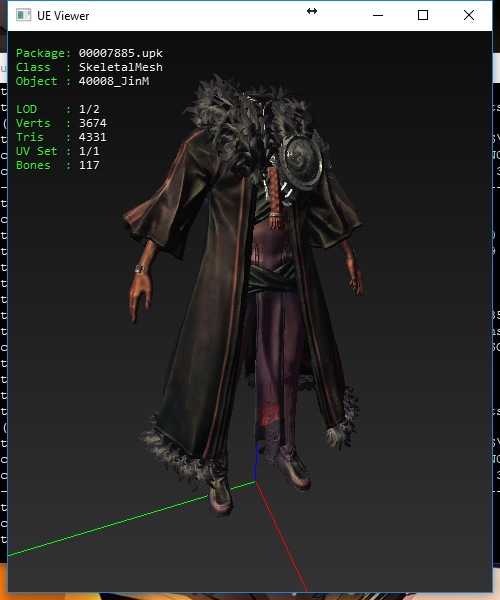 UE Viewer
Package: 00007885.upk
Class : SkeletalMesh
Object : 40008_JinM
LOD : 1/2
Verts : 3674
Tris : 4331
UV Set : 1/1
Bones : 117